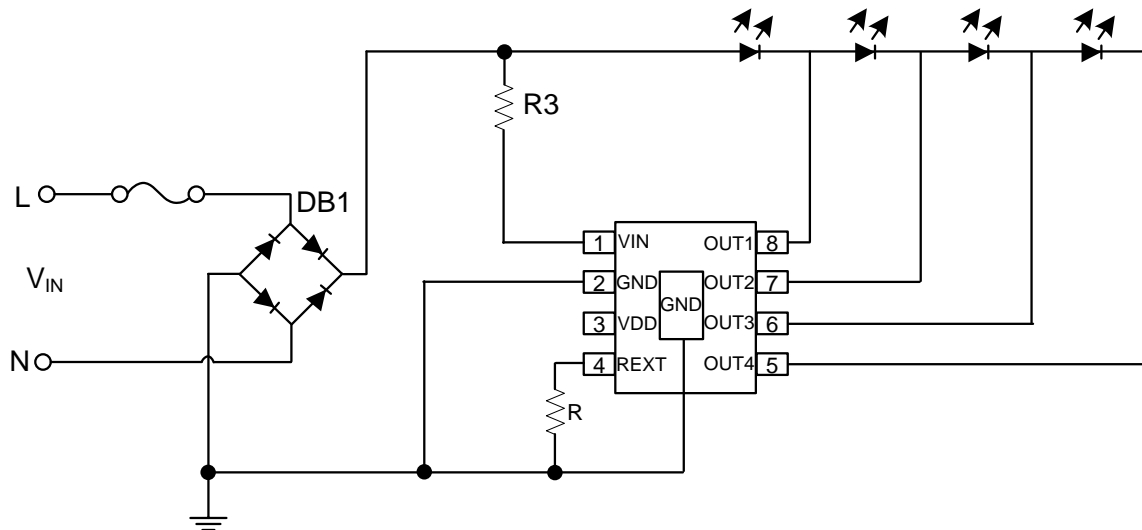 R3
L
DB1
V_IN
1 VIN OUT1 8
2 GND GND OUT2 7
3 VDD OUT3 6
N
4 REXT OUT4 5
R